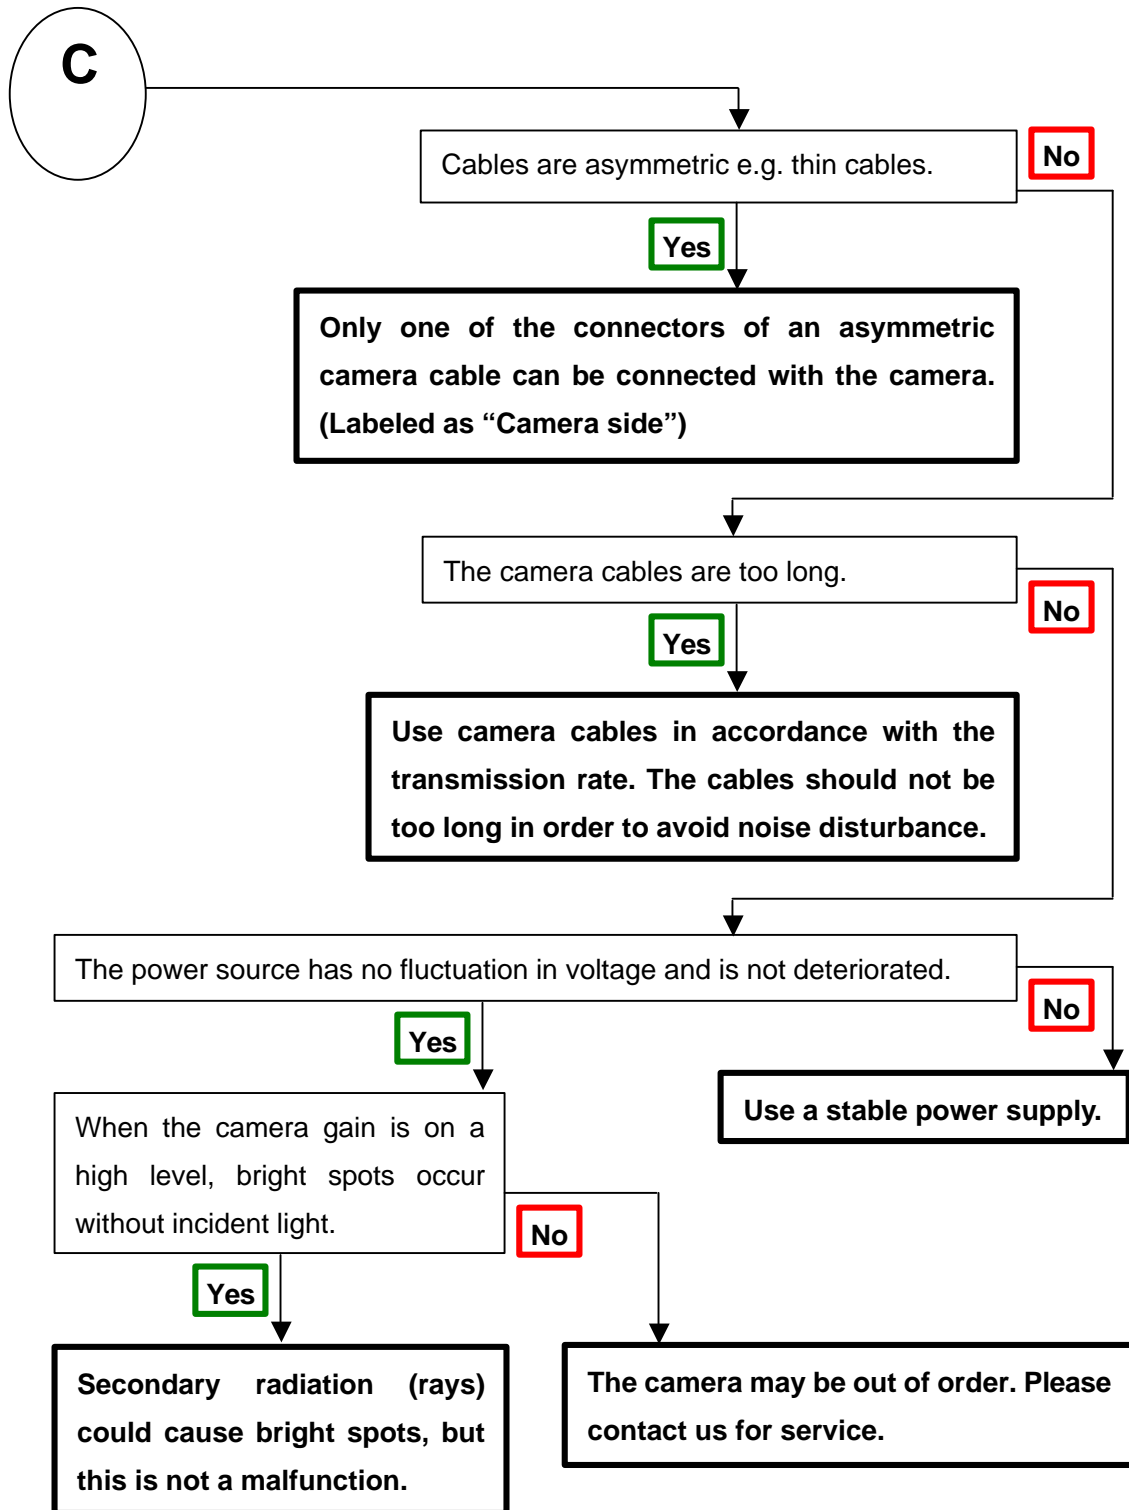 C
Cables are asymmetric e.g. thin cables.
No
Yes
Only one of the connectors of an asymmetric
camera cable can be connected with the camera.
(Labeled as “Camera side”)
The camera cables are too long.
No
Yes
Use camera cables in accordance with the
transmission rate. The cables should not be
too long in order to avoid noise disturbance.
The power source has no fluctuation in voltage and is not deteriorated.
No
Yes
Use a stable power supply.
When the camera gain is on a
high level, bright spots occur
without incident light.
No
Yes
Secondary radiation (rays)
could cause bright spots, but
this is not a malfunction.
The camera may be out of order. Please
contact us for service.